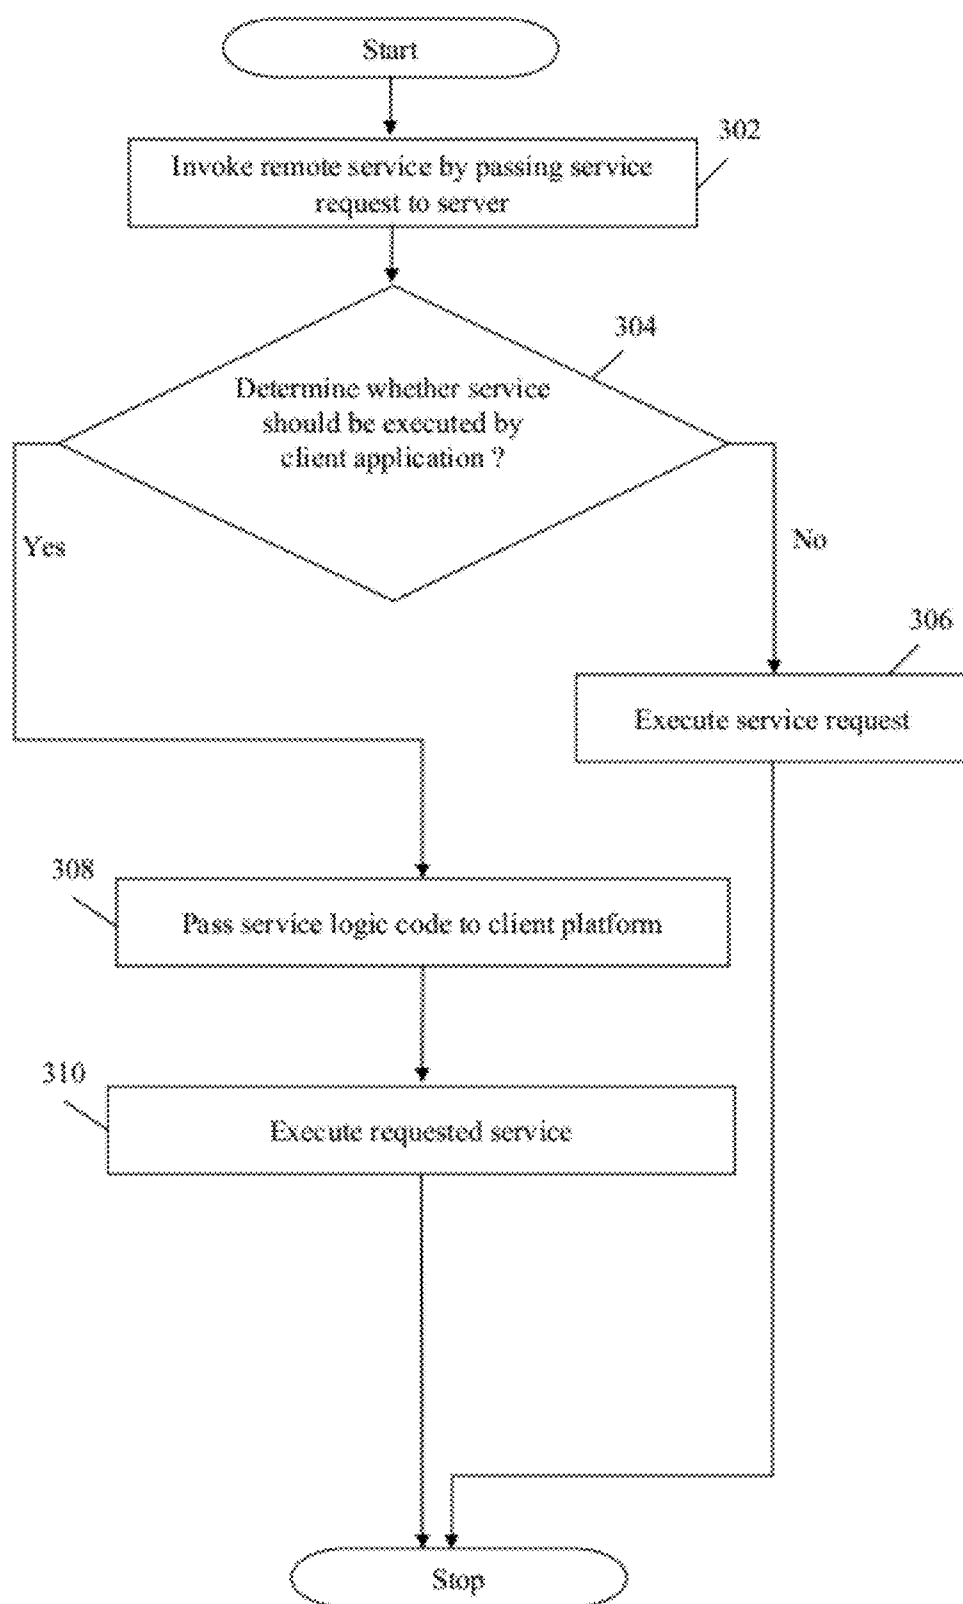 Start
302
Invoke remote service by passing service
request to server
304
Determine whether service
should be executed by
client application ?
Yes
No
306
Execute service request
308
Pass service logic code to client platform
310
Execute requested service
Stop